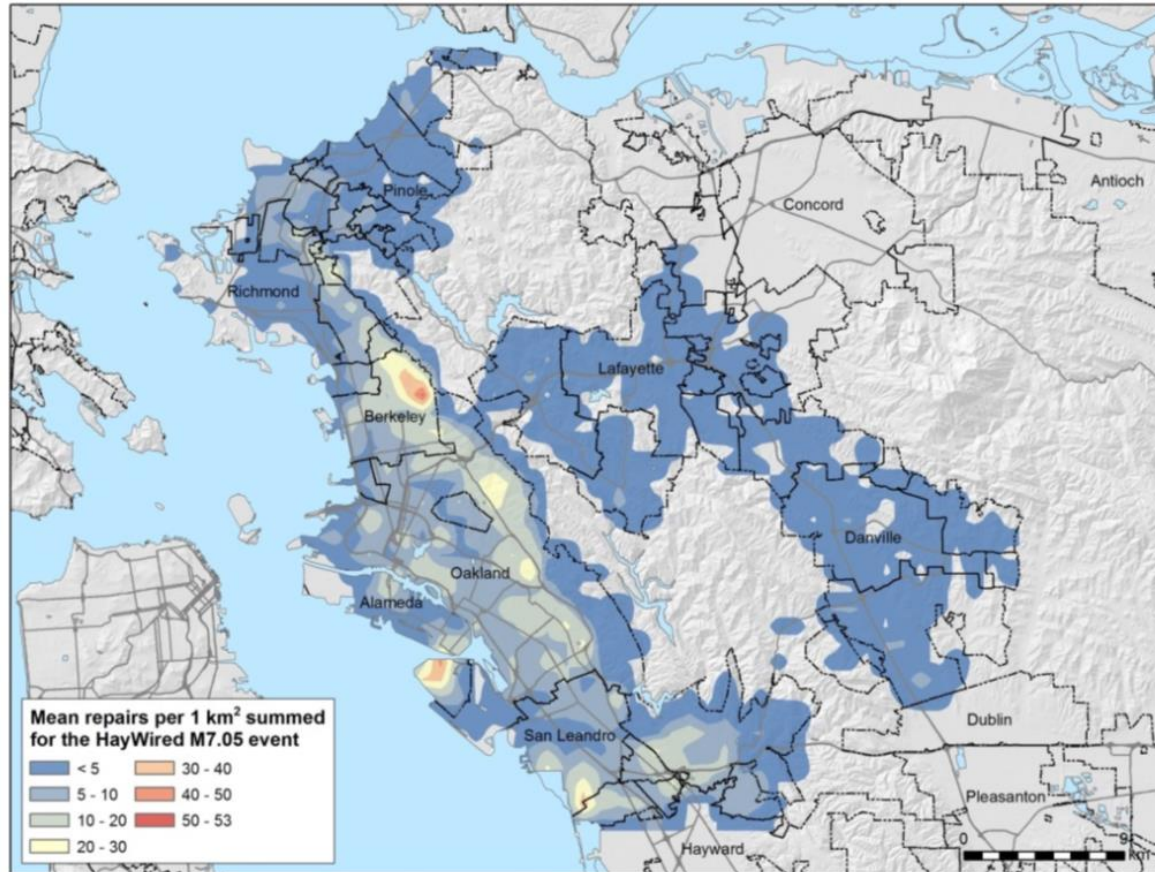 Antioch
Pinole
Concord
Richmond
Lafayette
Berkeley
Danville
Oakland
Alameda
San Leandro
Dublin
Pleasanton
Hayward
Mean repairs per 1 km² summed
for the HayWired M7.05 event
< 5
30 - 40
5 - 10
40 - 50
10 - 20
50 - 53
20 - 30
0
9
km